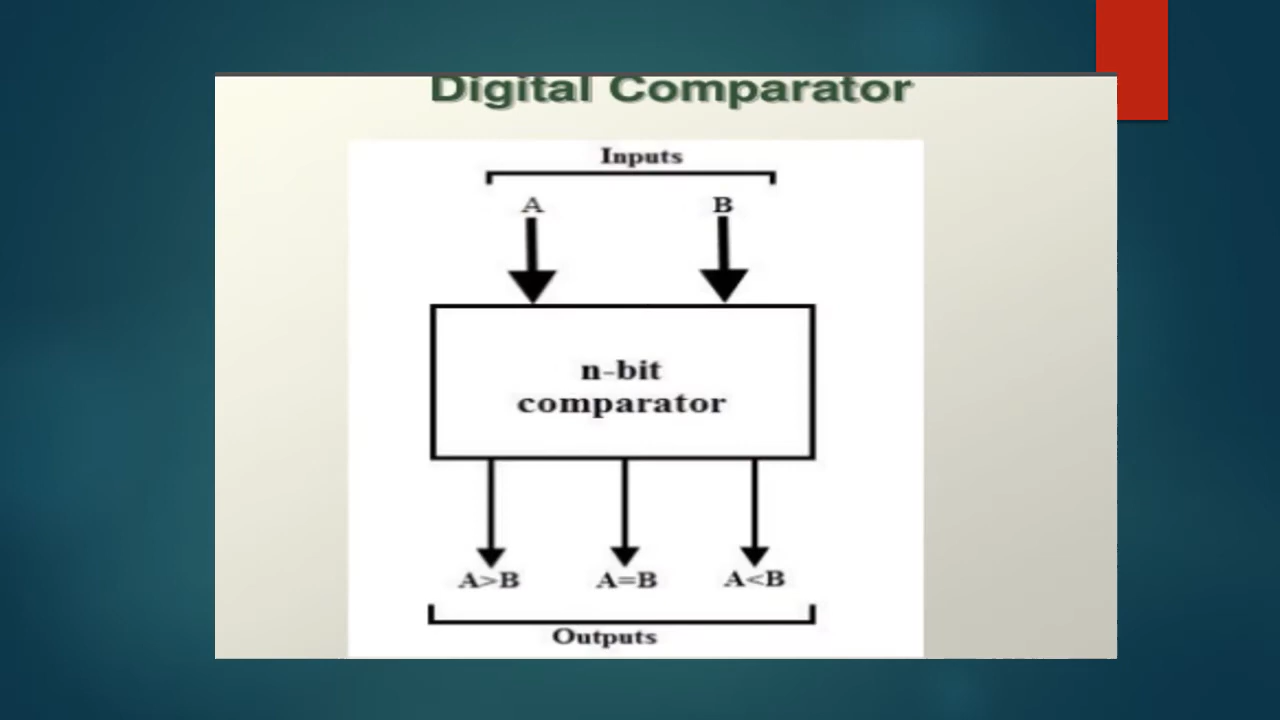 Digital Comparator
Inputs
A B
n-bit
comparator
A>B A=B A<B
Outputs